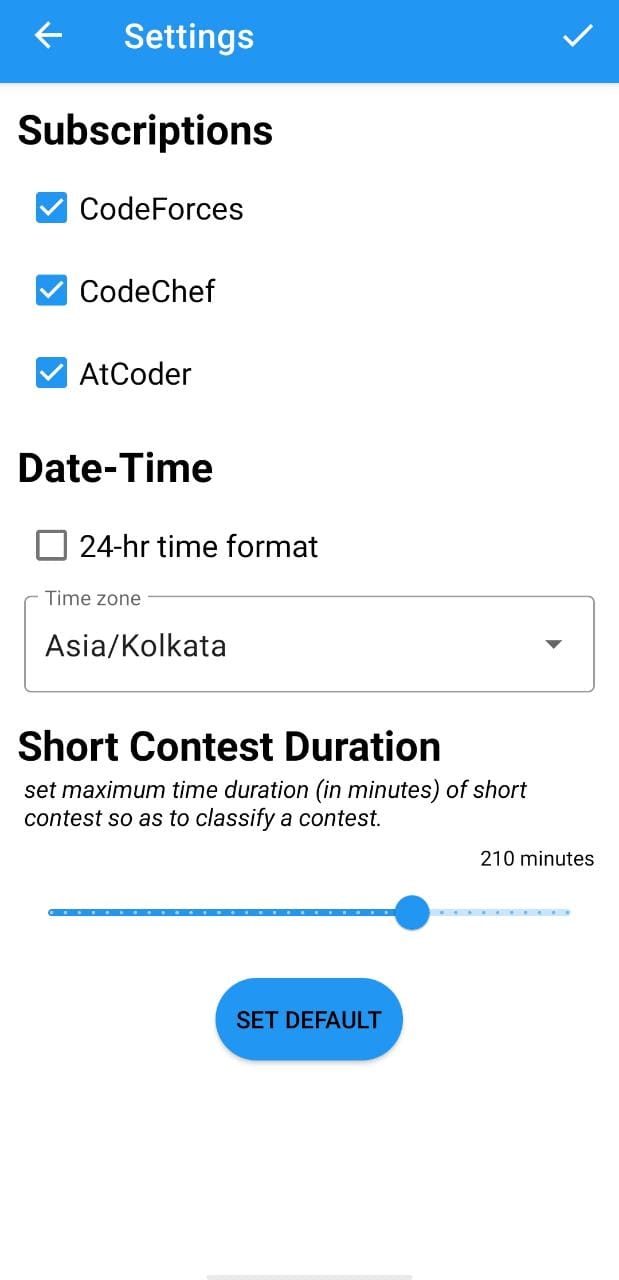 Settings
Subscriptions
CodeForces
CodeChef
AtCoder
Date-Time
24-hr time format
Time zone
Asia/Kolkata
Short Contest Duration
set maximum time duration (in minutes) of short
contest so as to classify a contest.
210 minutes
SET DEFAULT